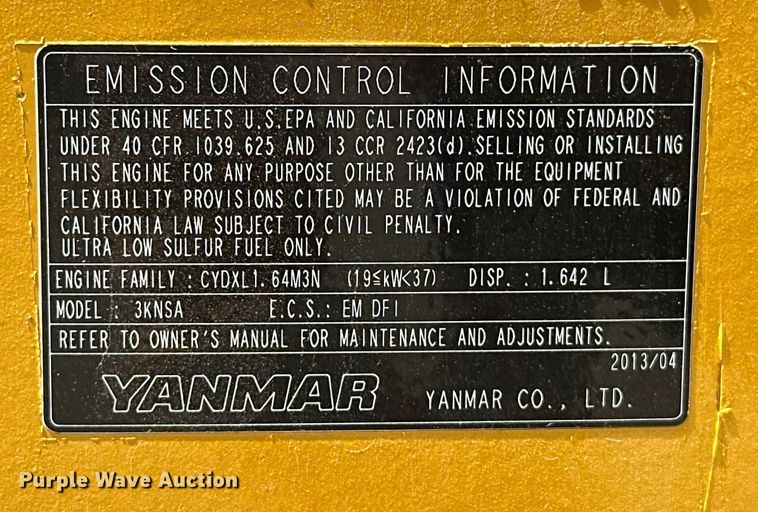 EMISSION CONTROL INFORMATION
THIS ENGINE MEETS U.S.EPA AND CALIFORNIA EMISSION STANDARDS
UNDER 40 CFR 1039.625 AND 13 CCR 2423(d).SELLING OR INSTALLING
THIS ENGINE FOR ANY PURPOSE OTHER THAN FOR THE EQUIPMENT
FLEXIBILITY PROVISIONS CITED MAY BE A VIOLATION OF FEDERAL AND
CALIFORNIA LAW SUBJECT TO CIVIL PENALTY.
ULTRA LOW SULFUR FUEL ONLY.
ENGINE FAMILY : CYDXL1.64M3N (19≦kW<37) DISP. : 1.642 L
MODEL : 3KNSA E.C.S.: EM DFI
REFER TO OWNER'S MANUAL FOR MAINTENANCE AND ADJUSTMENTS.
2013/04
YANMAR YANMAR CO., LTD.
Purple Wave Auction